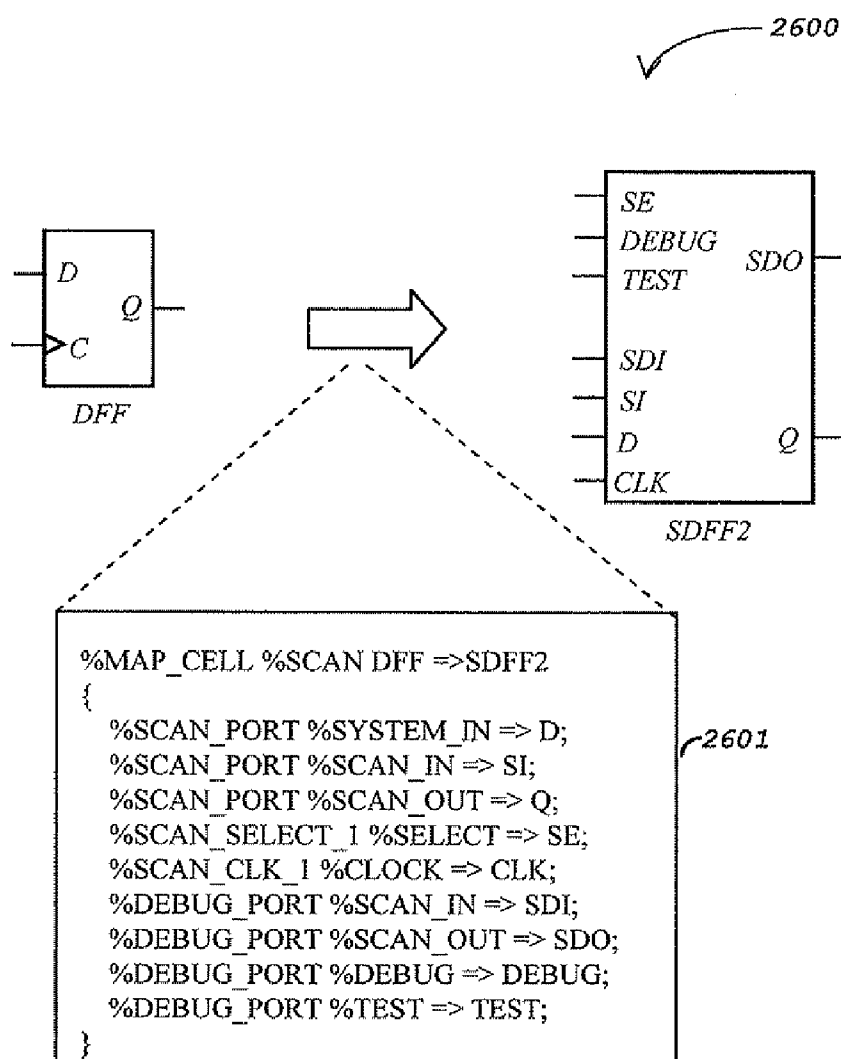 2600
SE
DEBUG
TEST
SDO
SDI
SI
D
Q
CLK
SDFF2
D
Q
C
DFF
%MAP_CELL %SCAN DFF =>SDFF2
{
%SCAN_PORT %SYSTEM_IN => D;
%SCAN_PORT %SCAN_IN => SI;
%SCAN_PORT %SCAN_OUT => Q;
%SCAN_SELECT_1 %SELECT => SE;
%SCAN_CLK_1 %CLOCK => CLK;
%DEBUG_PORT %SCAN_IN => SDI;
%DEBUG_PORT %SCAN_OUT => SDO;
%DEBUG_PORT %DEBUG => DEBUG;
%DEBUG_PORT %TEST => TEST;
}
2601